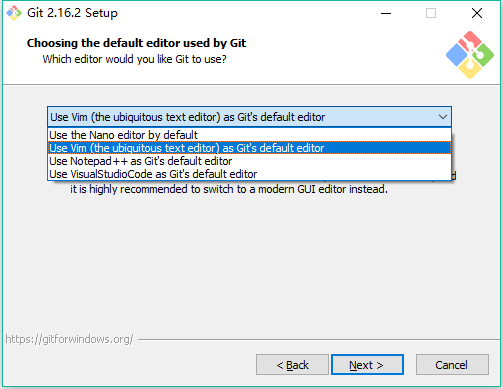 Git 2.16.2 Setup
Choosing the default editor used by Git
Which editor would you like Git to use?
Use Vim (the ubiquitous text editor) as Git's default editor
Use the Nano editor by default
Use Vim (the ubiquitous text editor) as Git's default editor
Use Notepad++ as Git's default editor
Use VisualStudioCode as Git's default editor
it is highly recommended to switch to a modern GUI editor instead.
https://gitforwindows.org/
< Back
Next >
Cancel